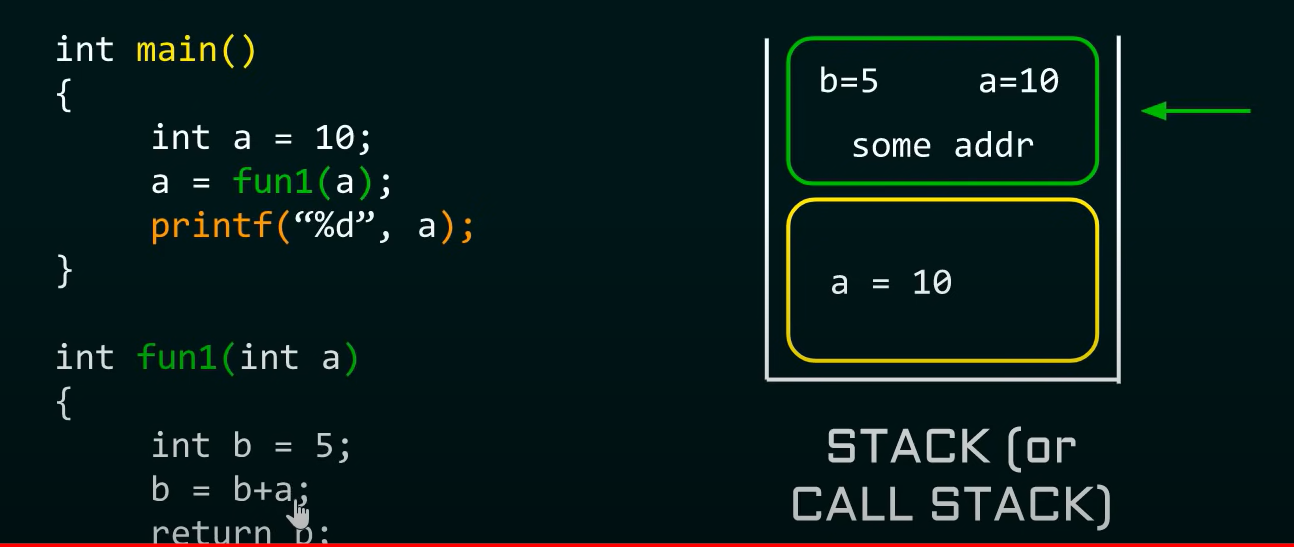 int main()
{
int a = 10;
a = fun1(a);
printf(“%d”, a);
}
int fun1(int a)
{
int b = 5;
b = b+a;
return b;
b=5 a=10
some addr
a = 10
STACK (or
CALL STACK)